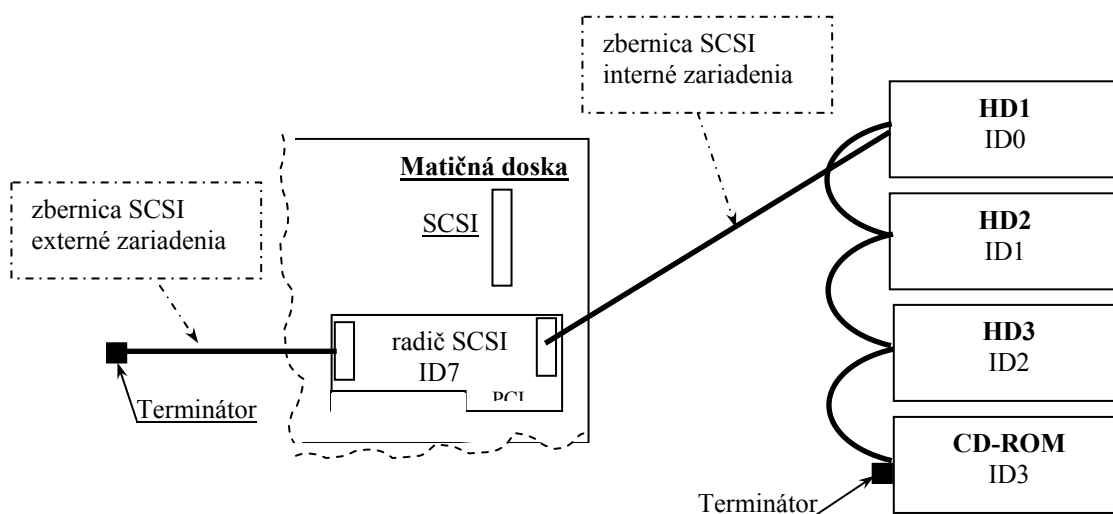 zbernica SCSI
interné zariadenia
HD1
ID0
Matičná doska
zbernica SCSI
externé zariadenia
SCSI
HD2
ID1
radič SCSI
ID7
HD3
ID2
PCI
Terminátor
CD-ROM
ID3
Terminátor